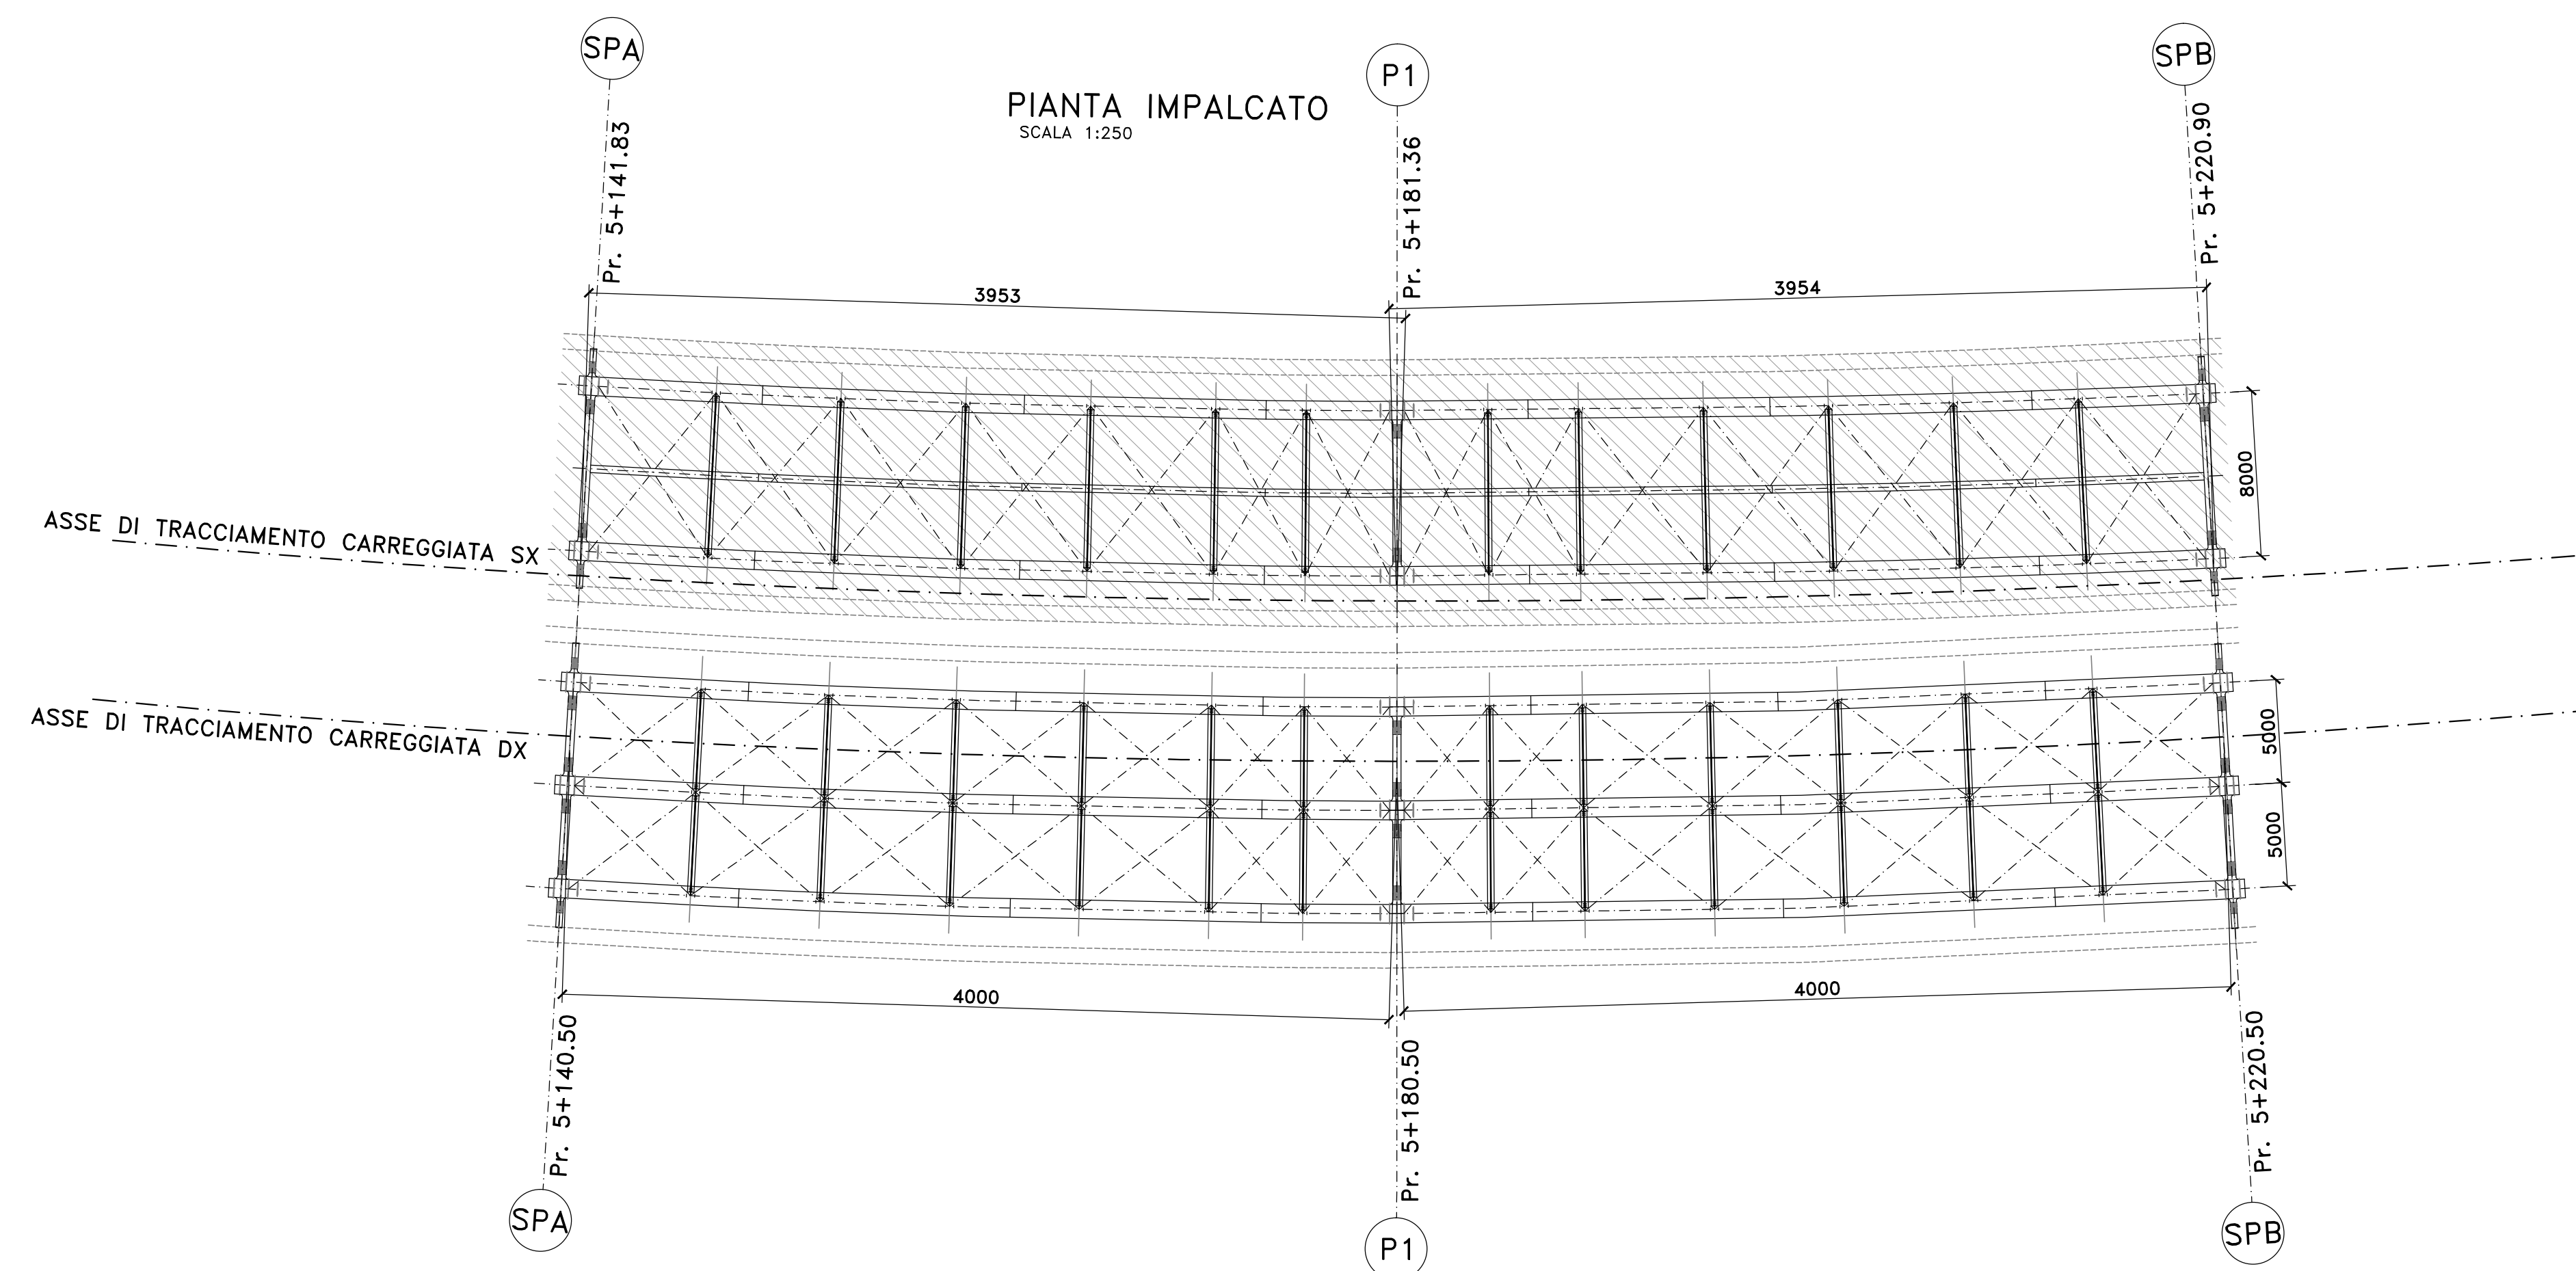 SPA
P1
SPB
PIANTA IMPALCATO
SCALA 1:250
Pr. 5+141.83
Pr. 5+181.36
Pr. 5+220.90
3953
3954
8000
ASSE DI TRACCIAMENTO CARREGGIATA SX
ASSE DI TRACCIAMENTO CARREGGIATA DX
5000
5000
4000
4000
Pr. 5+140.50
Pr. 5+180.50
Pr. 5+220.50
SPA
P1
SPB